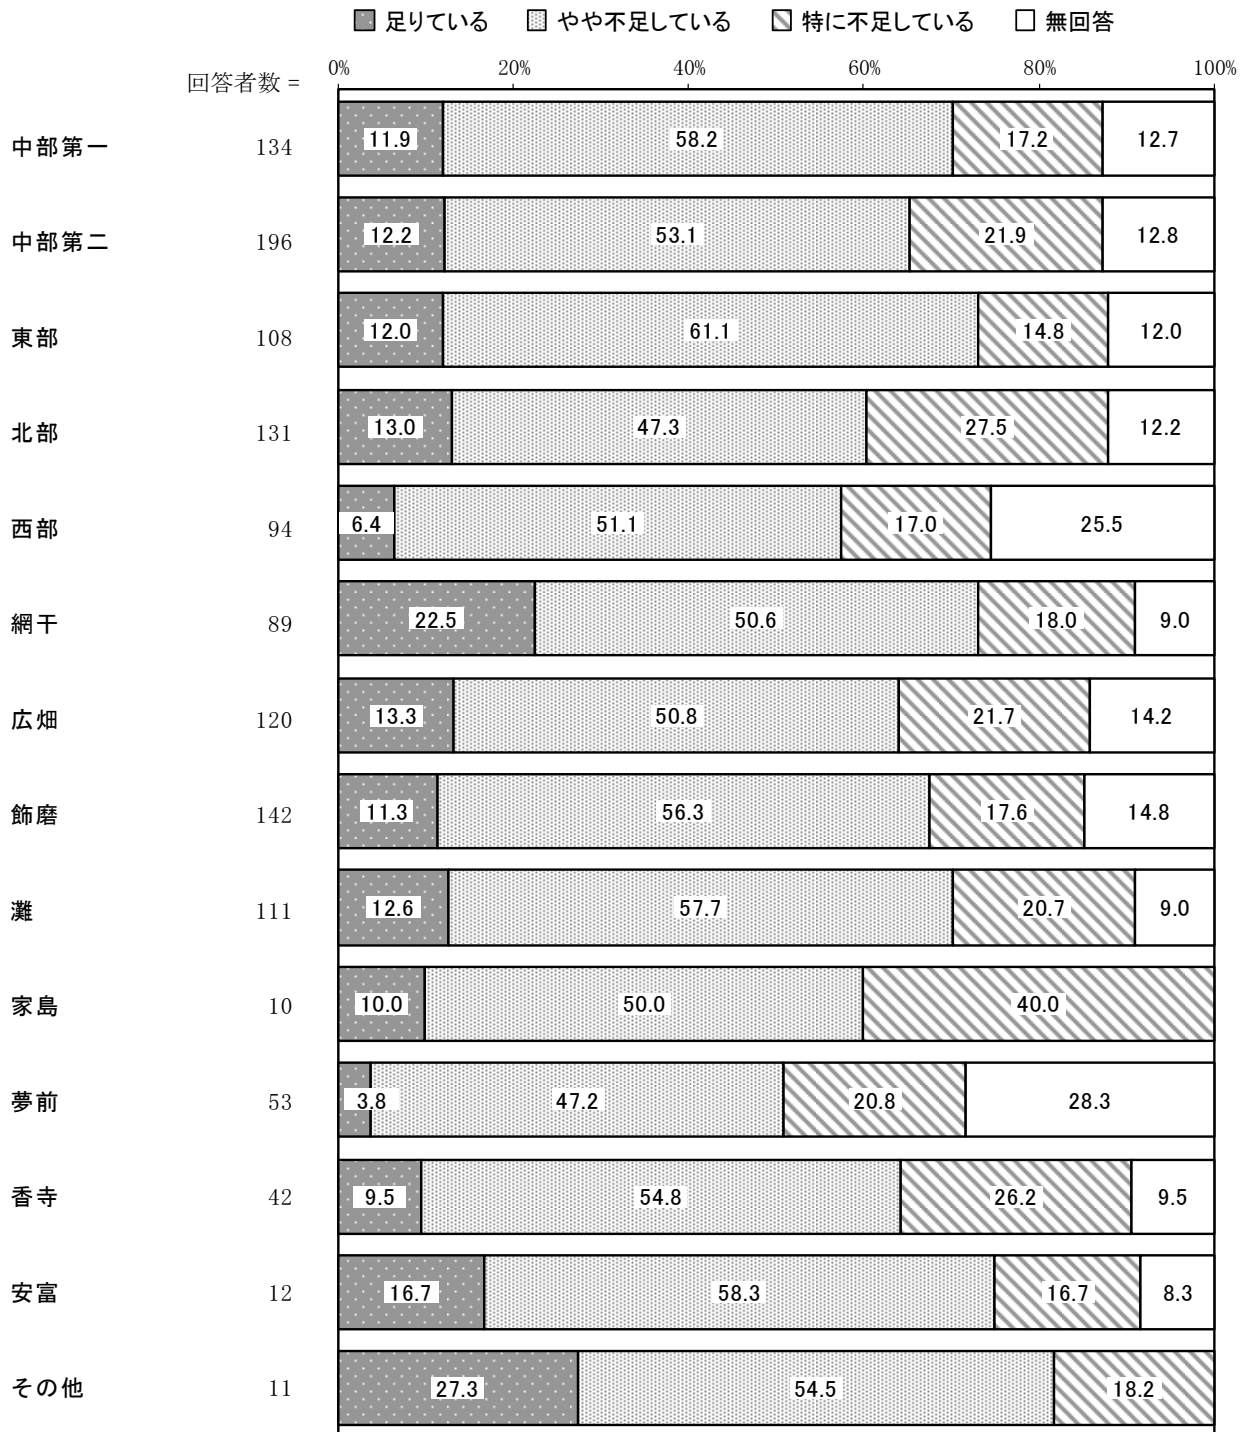 足りている やや不足している 特に不足している 無回答
回答者数 = 0% 20% 40% 60% 80% 100%
中部第一 134 11.9 58.2 17.2 12.7
中部第二 196 12.2 53.1 21.9 12.8
東部 108 12.0 61.1 14.8 12.0
北部 131 13.0 47.3 27.5 12.2
西部 94 6.4 51.1 17.0 25.5
網干 89 22.5 50.6 18.0 9.0
広畑 120 13.3 50.8 21.7 14.2
飾磨 142 11.3 56.3 17.6 14.8
灘 111 12.6 57.7 20.7 9.0
家島 10 10.0 50.0 40.0
夢前 53 3.8 47.2 20.8 28.3
香寺 42 9.5 54.8 26.2 9.5
安富 12 16.7 58.3 16.7 8.3
その他 11 27.3 54.5 18.2